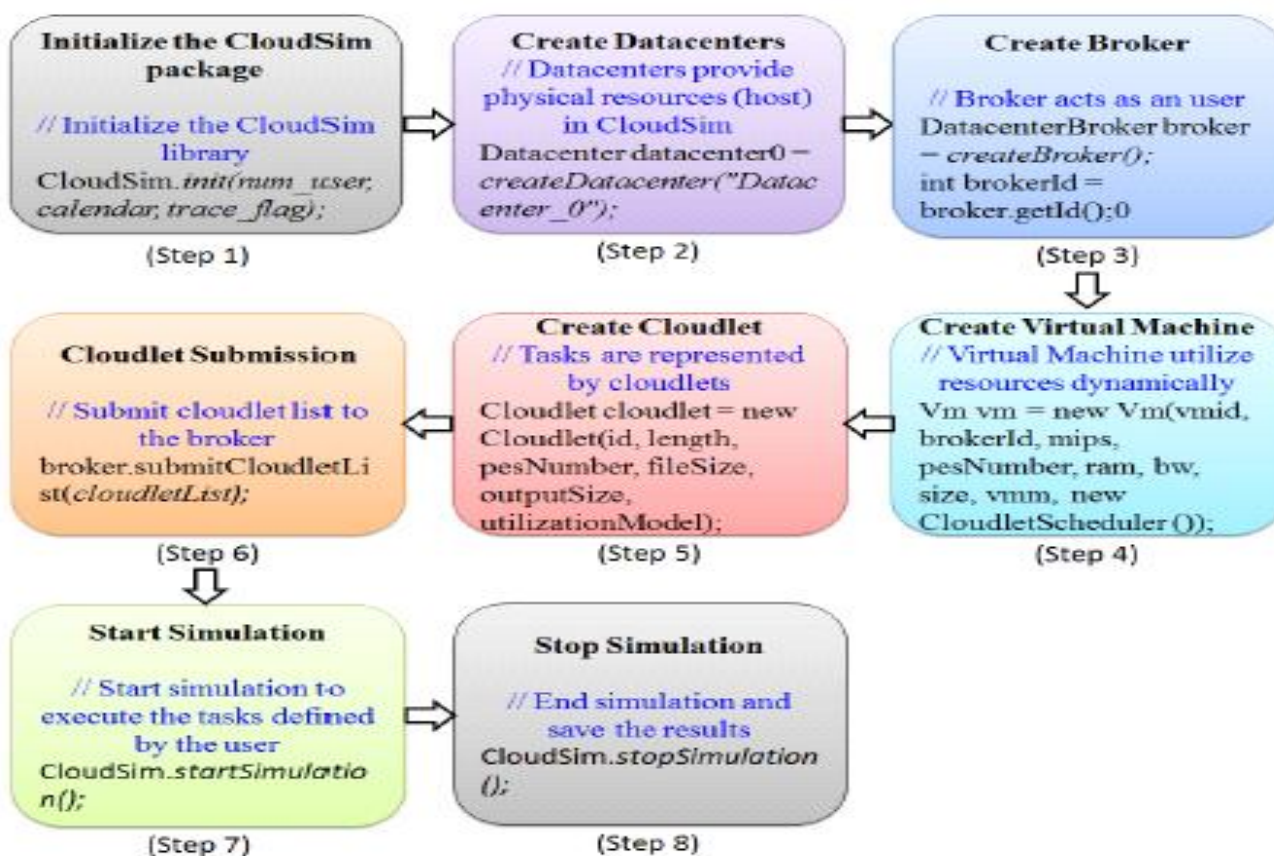 Initialize the CloudSim
package
// Initialize the CloudSim
library
CloudSim.init(num_user,
calendar, trace_flag);
(Step 1)
Create Datacenters
// Datacenters provide
physical resources (host)
in CloudSim
Datacenter datacenter0 =
createDatacenter("Datac
enter_0");
(Step 2)
Create Broker
// Broker acts as an user
DatacenterBroker broker
= createBroker();
int brokerId =
broker.getId();0
(Step 3)
Create Virtual Machine
// Virtual Machine utilize
resources dynamically
Vm vm = new Vm(vmid,
brokerId, mips,
pesNumber, ram, bw,
size, vmm, new
CloudletScheduler ());
(Step 4)
Create Cloudlet
// Tasks are represented
by cloudlets
Cloudlet cloudlet = new
Cloudlet(id, length,
pesNumber, fileSize,
outputSize,
utilizationModel);
(Step 5)
Cloudlet Submission
// Submit cloudlet list to
the broker
broker.submitCloudletLi
st(cloudletList);
(Step 6)
Start Simulation
// Start simulation to
execute the tasks defined
by the user
CloudSim.startSimulatio
n();
(Step 7)
Stop Simulation
// End simulation and
save the results
CloudSim.stopSimulation
();
(Step 8)